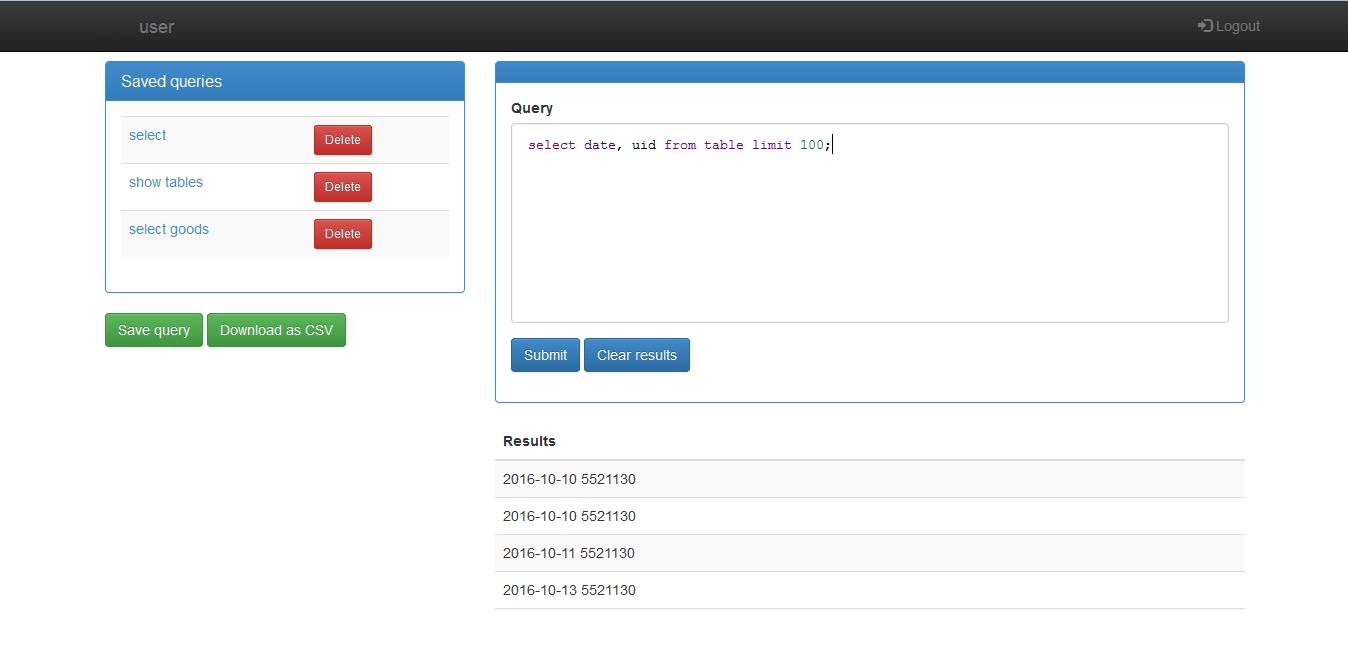 user
Logout
Saved queries
select Delete
show tables Delete
select goods Delete
Save query Download as CSV
Query
select date, uid from table limit 100;
Submit Clear results
Results
2016-10-10 5521130
2016-10-10 5521130
2016-10-11 5521130
2016-10-13 5521130